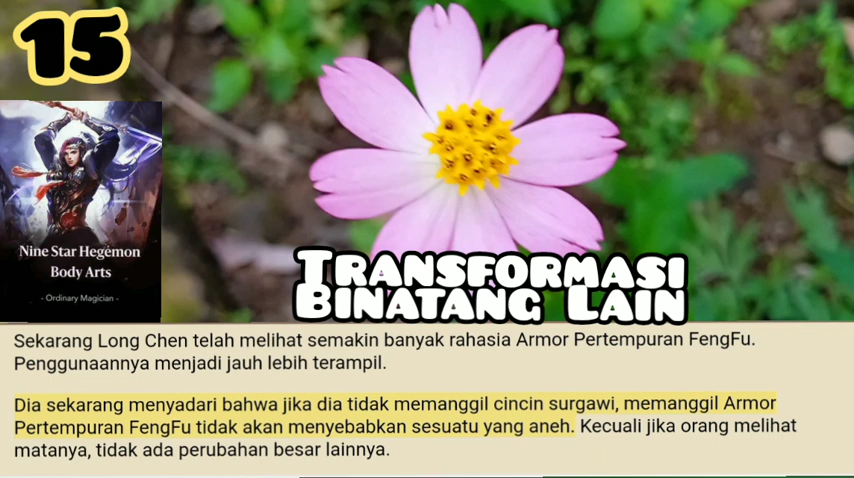 15
Nine Star Hegemon
Body Arts
- Ordinary Magician -
TRANSFORMASI
BINATANG LAIN
Sekarang Long Chen telah melihat semakin banyak rahasia Armor Pertempuran FengFu.
Penggunaannya menjadi jauh lebih terampil.
Dia sekarang menyadari bahwa jika dia tidak memanggil cincin surgawi, memanggil Armor
Pertempuran FengFu tidak akan menyebabkan sesuatu yang aneh. Kecuali jika orang melihat
matanya, tidak ada perubahan besar lainnya.